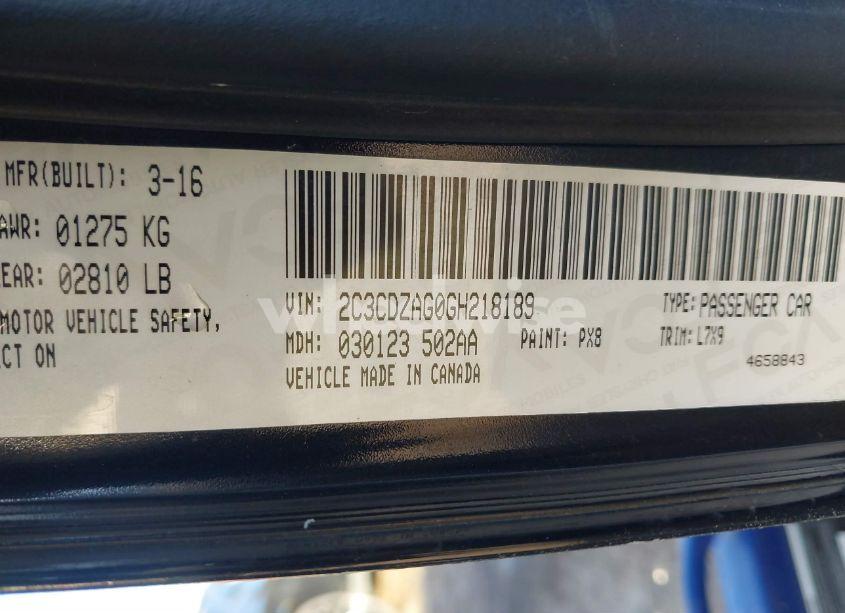 MFR(BUILT): 3-16
AWR: 01275 KG
EAR: 02810 LB
MOTOR VEHICLE SAFETY,
CT ON
VIN: 2C3CDZAG0GH218189
TYPE: PASSENGER CAR
MDH: 030123 502AA
PAINT: PX8
TRIM: L7X9
VEHICLE MADE IN CANADA
4658843